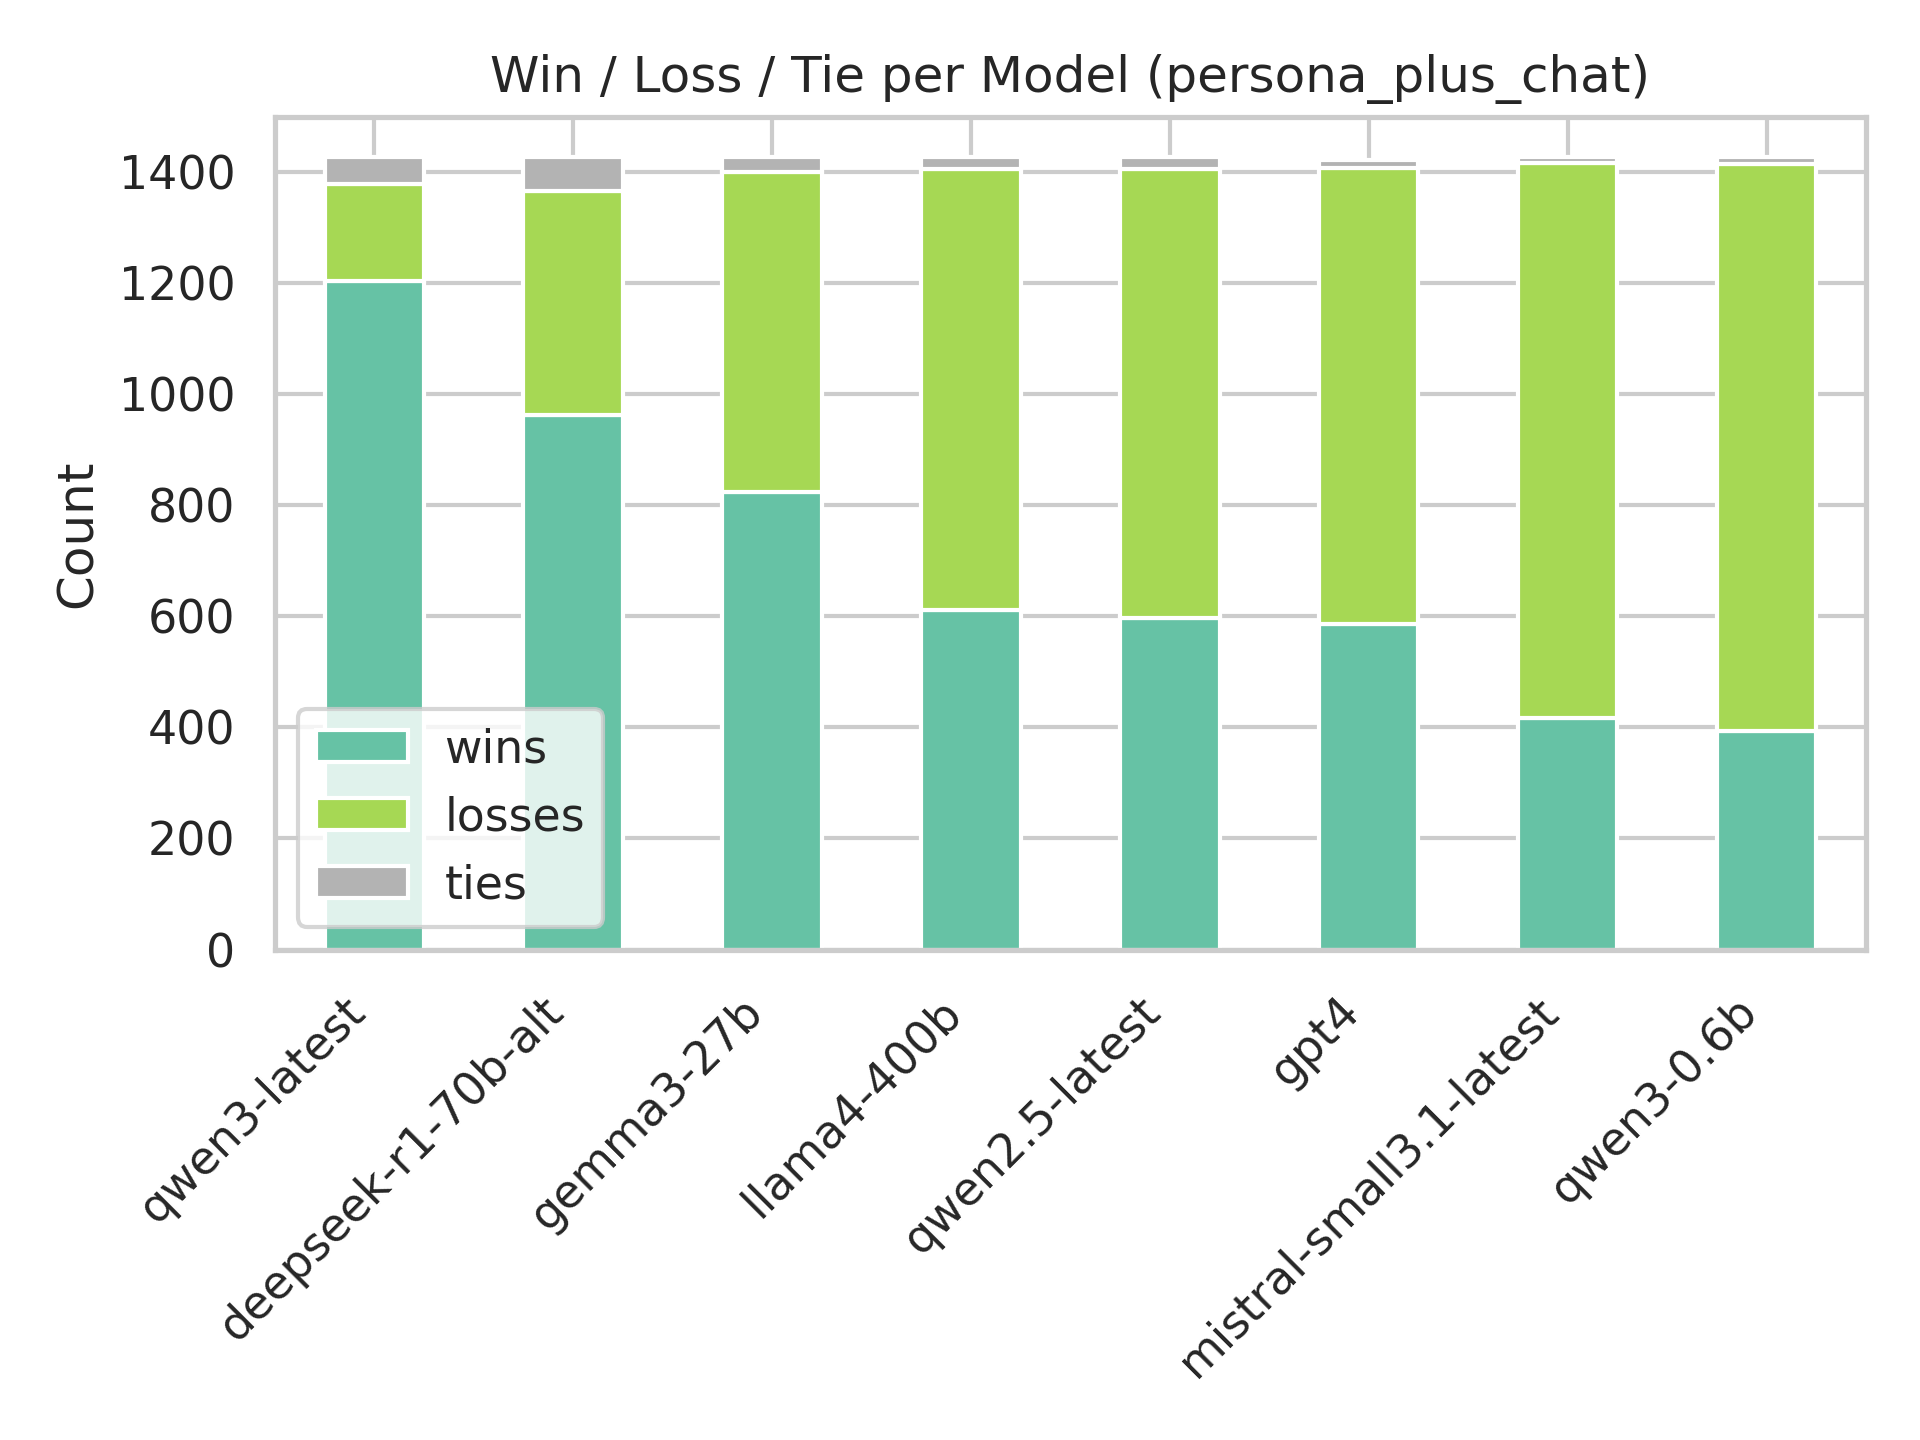 Win / Loss / Tie per Model (persona_plus_chat)
Count
1400
1200
1000
800
600
400
200
0
wins
losses
ties
qwen3-latest
deepseek-r1-70b-alt
gemma3-27b
llama4-400b
qwen2.5-latest
gpt4
mistral-small3.1-latest
qwen3-0.6b